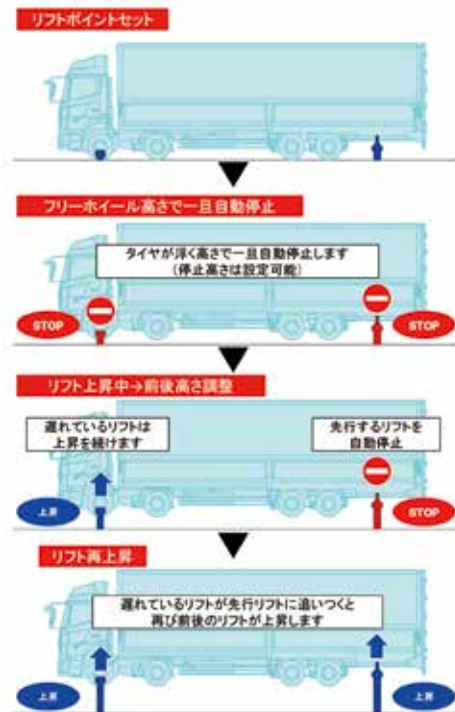 リフトポイントセット
フリーホイール高さで一旦自動停止
タイヤが浮く高さで一旦自動停止します
(停止高さは設定可能)
STOP
STOP
リフト上昇中→前後高さ調整
遅れているリフトは
上昇を続けます
先行するリフトを
自動停止
上昇
STOP
リフト再上昇
遅れているリフトが先行リフトに追いつくと
再び前後のリフトが上昇します
上昇
上昇